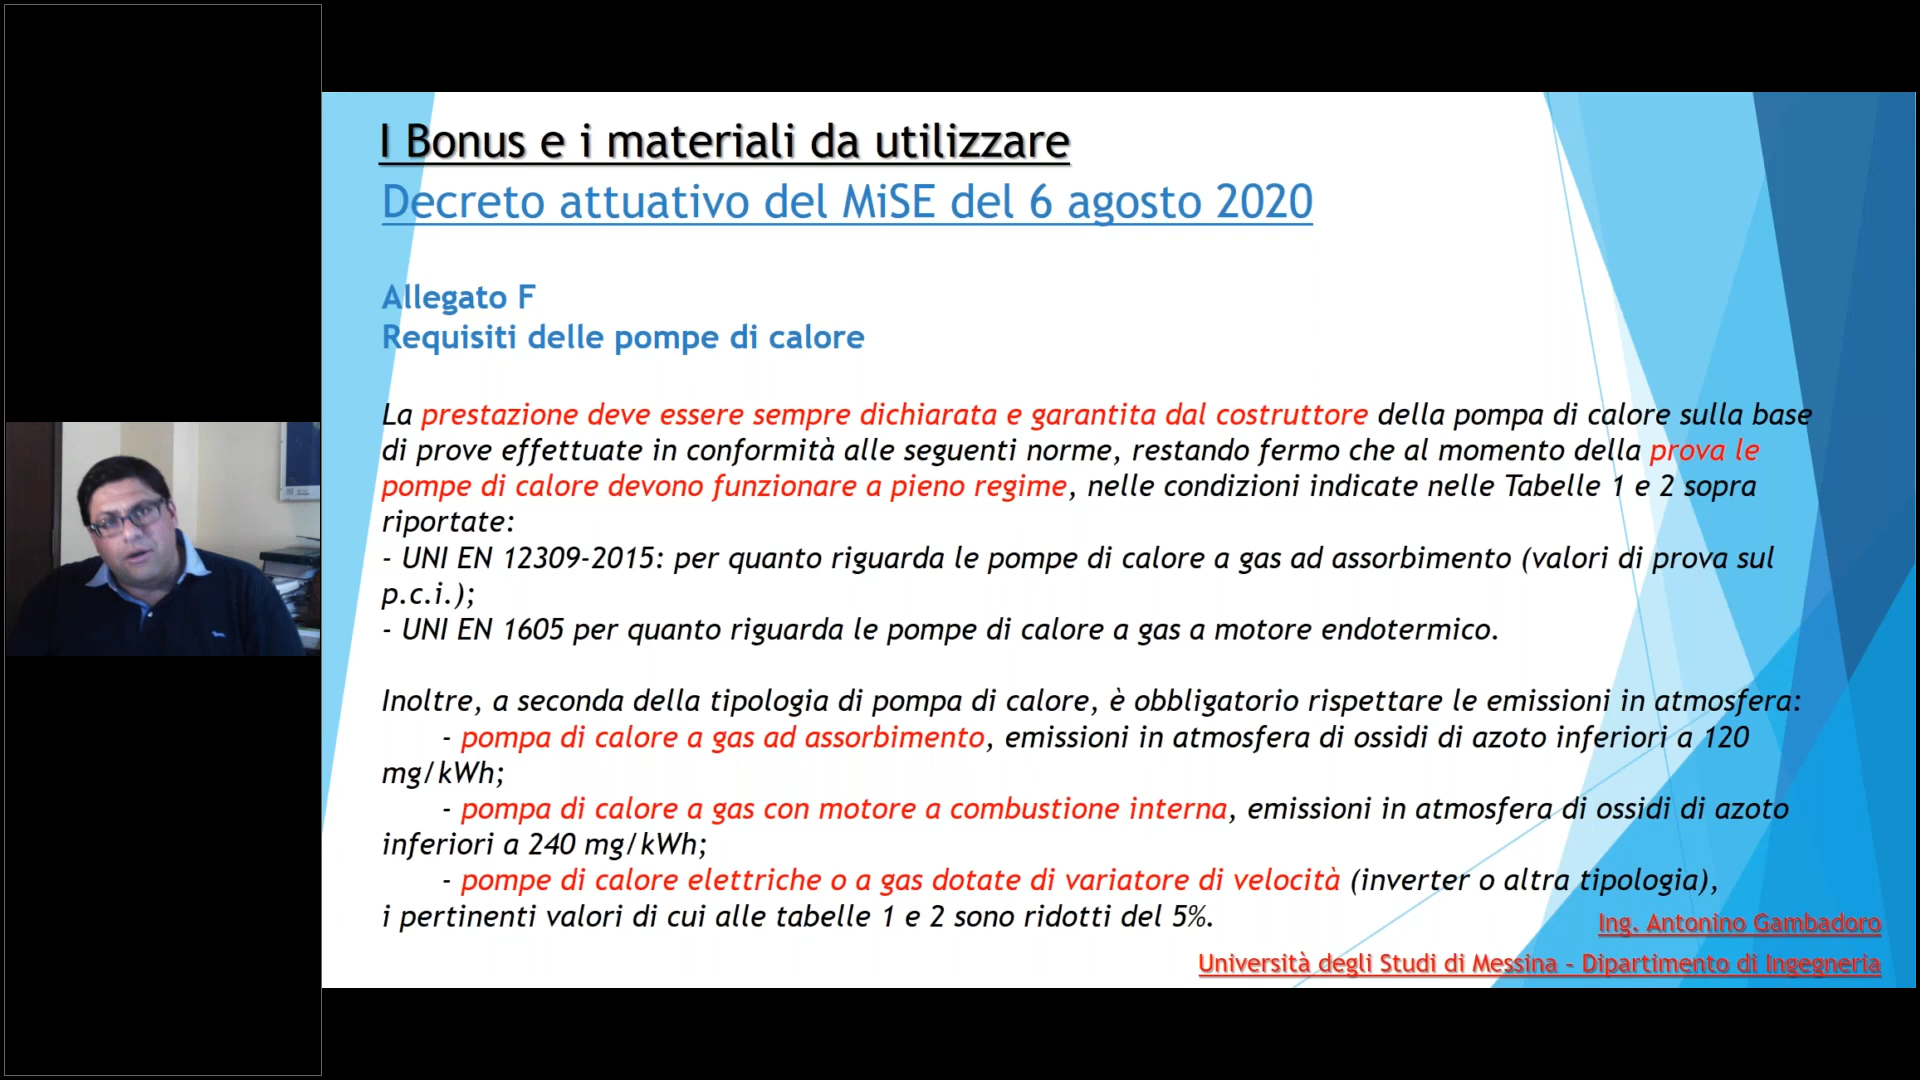 I Bonus e i materiali da utilizzare
Decreto attuativo del MiSE del 6 agosto 2020
Allegato F
Requisiti delle pompe di calore
La prestazione deve essere sempre dichiarata e garantita dal costruttore della pompa di calore sulla base
di prove effettuate in conformità alle seguenti norme, restando fermo che al momento della prova le
pompe di calore devono funzionare a pieno regime, nelle condizioni indicate nelle Tabelle 1 e 2 sopra
riportate:
- UNI EN 12309-2015: per quanto riguarda le pompe di calore a gas ad assorbimento (valori di prova sul
p.c.i.);
- UNI EN 1605 per quanto riguarda le pompe di calore a gas a motore endotermico.
Inoltre, a seconda della tipologia di pompa di calore, è obbligatorio rispettare le emissioni in atmosfera:
- pompa di calore a gas ad assorbimento, emissioni in atmosfera di ossidi di azoto inferiori a 120
mg/kWh;
- pompa di calore a gas con motore a combustione interna, emissioni in atmosfera di ossidi di azoto
inferiori a 240 mg/kWh;
- pompe di calore elettriche o a gas dotate di variatore di velocità (inverter o altra tipologia),
i pertinenti valori di cui alle tabelle 1 e 2 sono ridotti del 5%.
Ing. Antonino Gambadoro
Università degli Studi di Messina – Dipartimento di Ingegneria